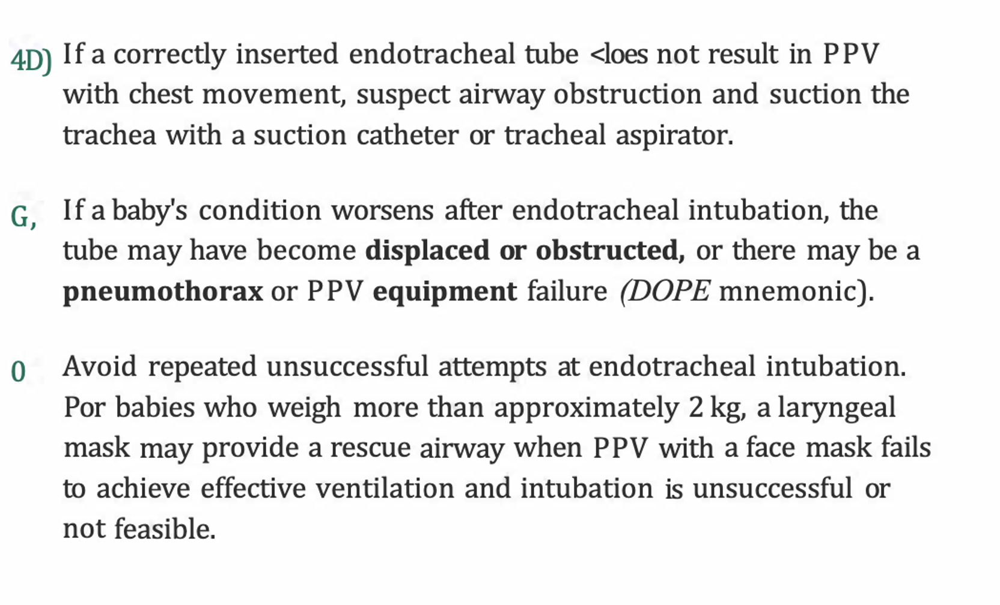 4D) If a correctly inserted endotracheal tube <loes not result in PPV
with chest movement, suspect airway obstruction and suction the
trachea with a suction catheter or tracheal aspirator.
G, If a baby's condition worsens after endotracheal intubation, the
tube may have become displaced or obstructed, or there may be a
pneumothorax or PPV equipment failure (DOPE mnemonic).
0 Avoid repeated unsuccessful attempts at endotracheal intubation.
Por babies who weigh more than approximately 2 kg, a laryngeal
mask may provide a rescue airway when PPV with a face mask fails
to achieve effective ventilation and intubation is unsuccessful or
not feasible.